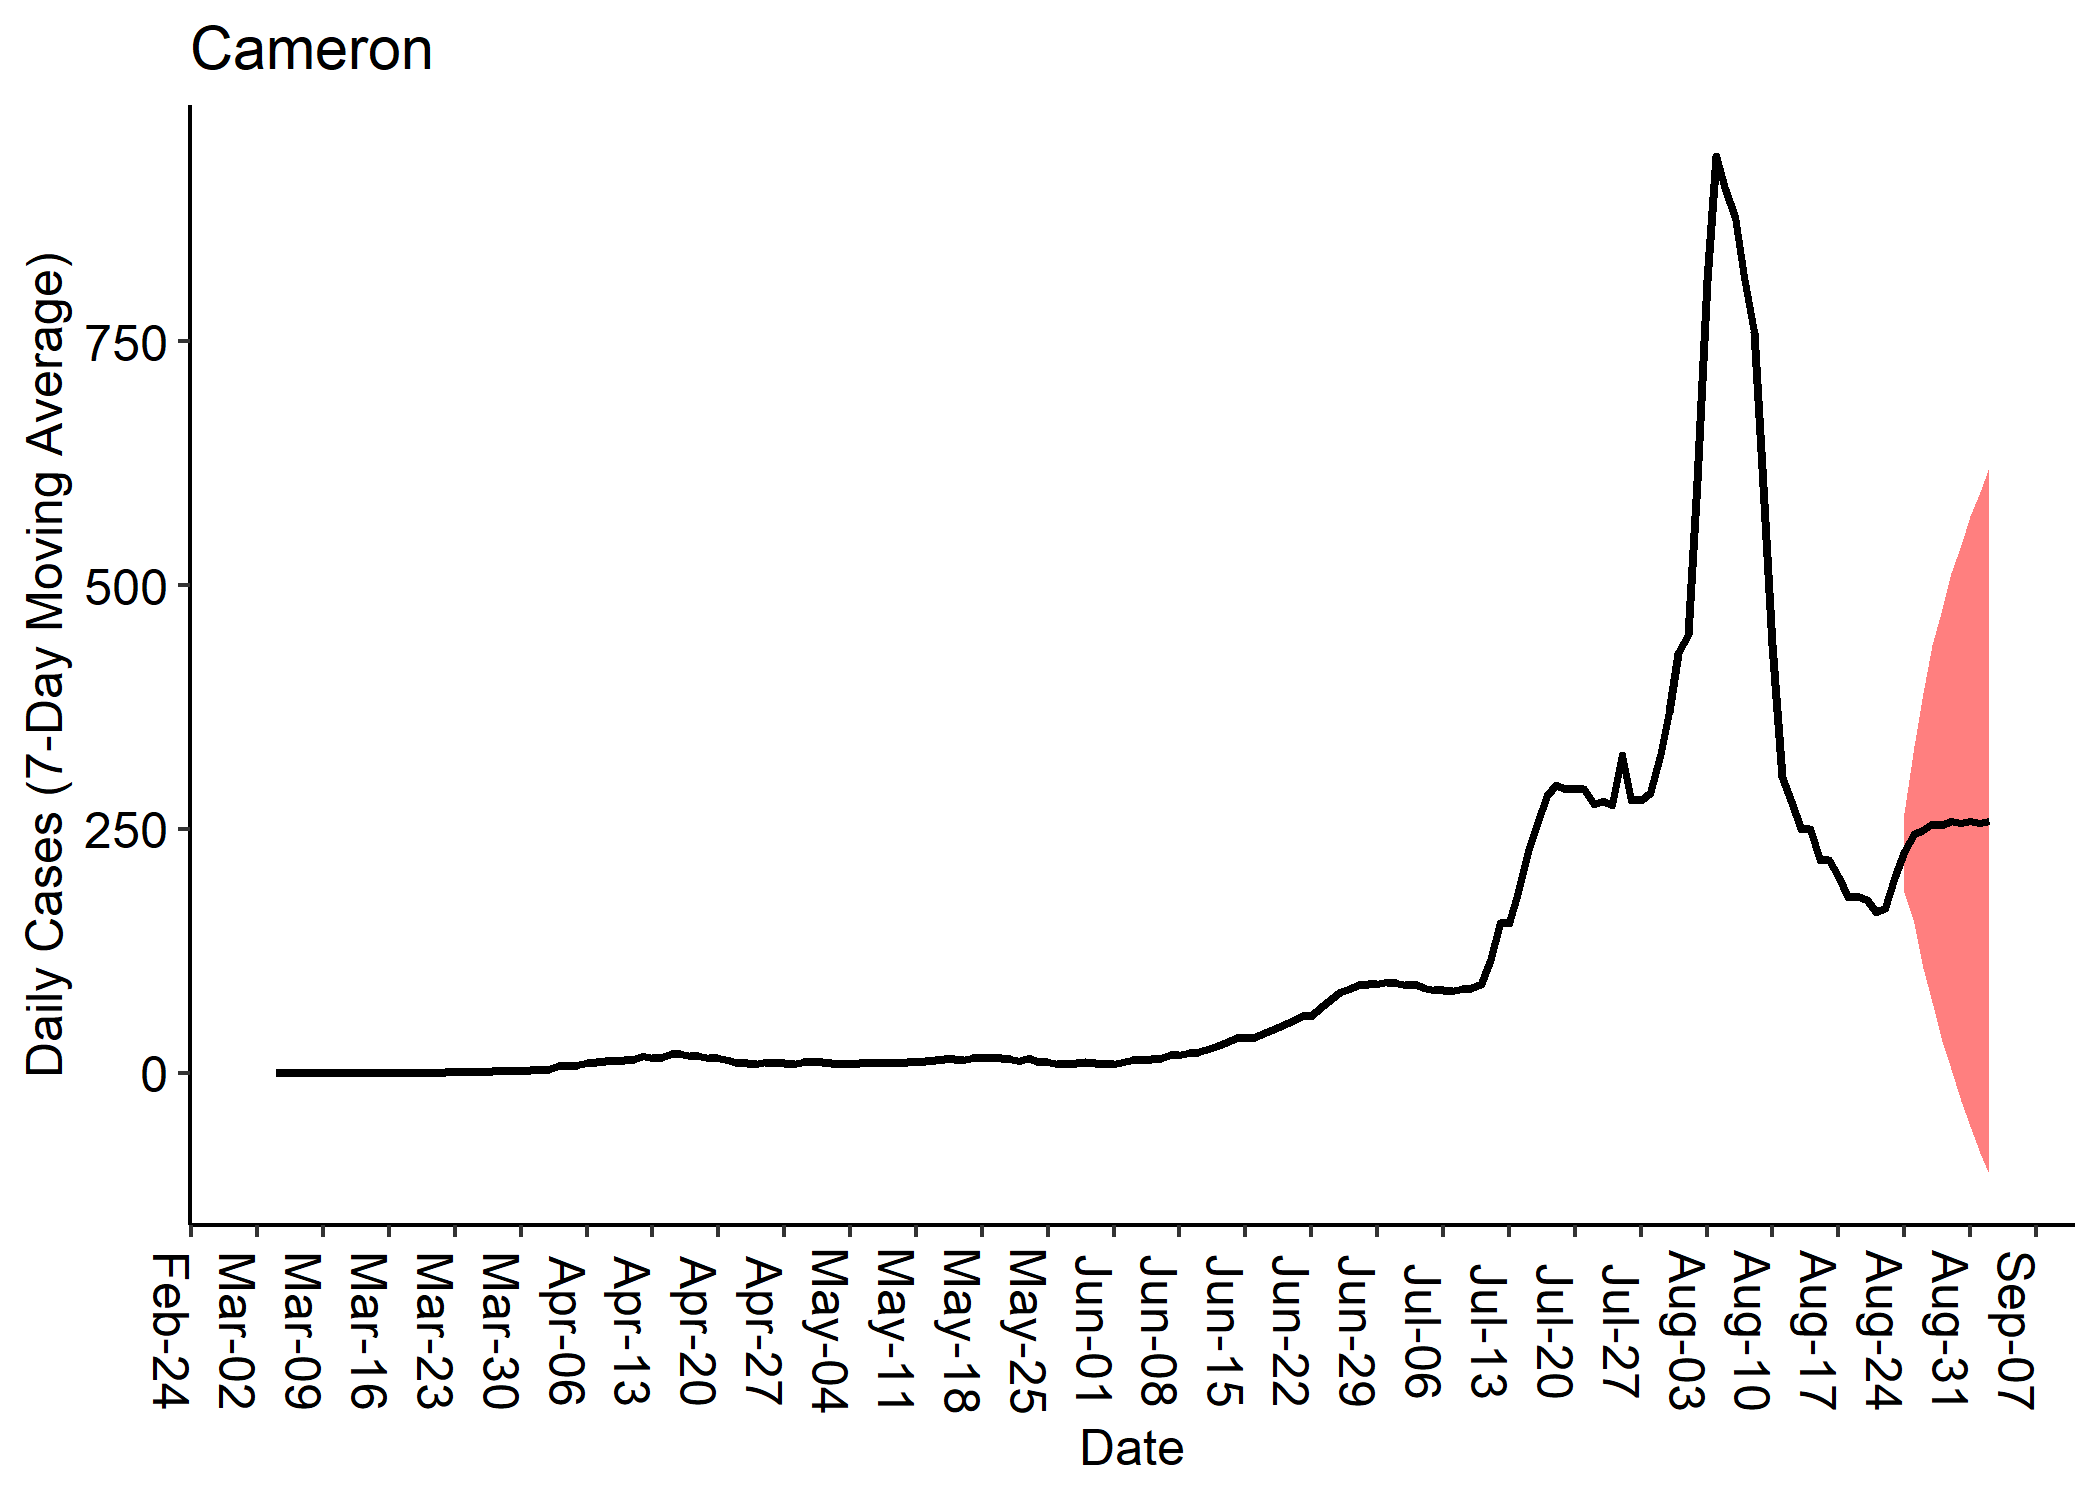 Cameron
Daily Cases (7-Day Moving Average)
750
500
250
0
Feb-24
Mar-02
Mar-09
Mar-16
Mar-23
Mar-30
Apr-06
Apr-13
Apr-20
Apr-27
May-04
May-11
May-18
May-25
Jun-01
Jun-08
Jun-15
Jun-22
Jun-29
Jul-06
Jul-13
Jul-20
Jul-27
Aug-03
Aug-10
Aug-17
Aug-24
Aug-31
Sep-07
Date